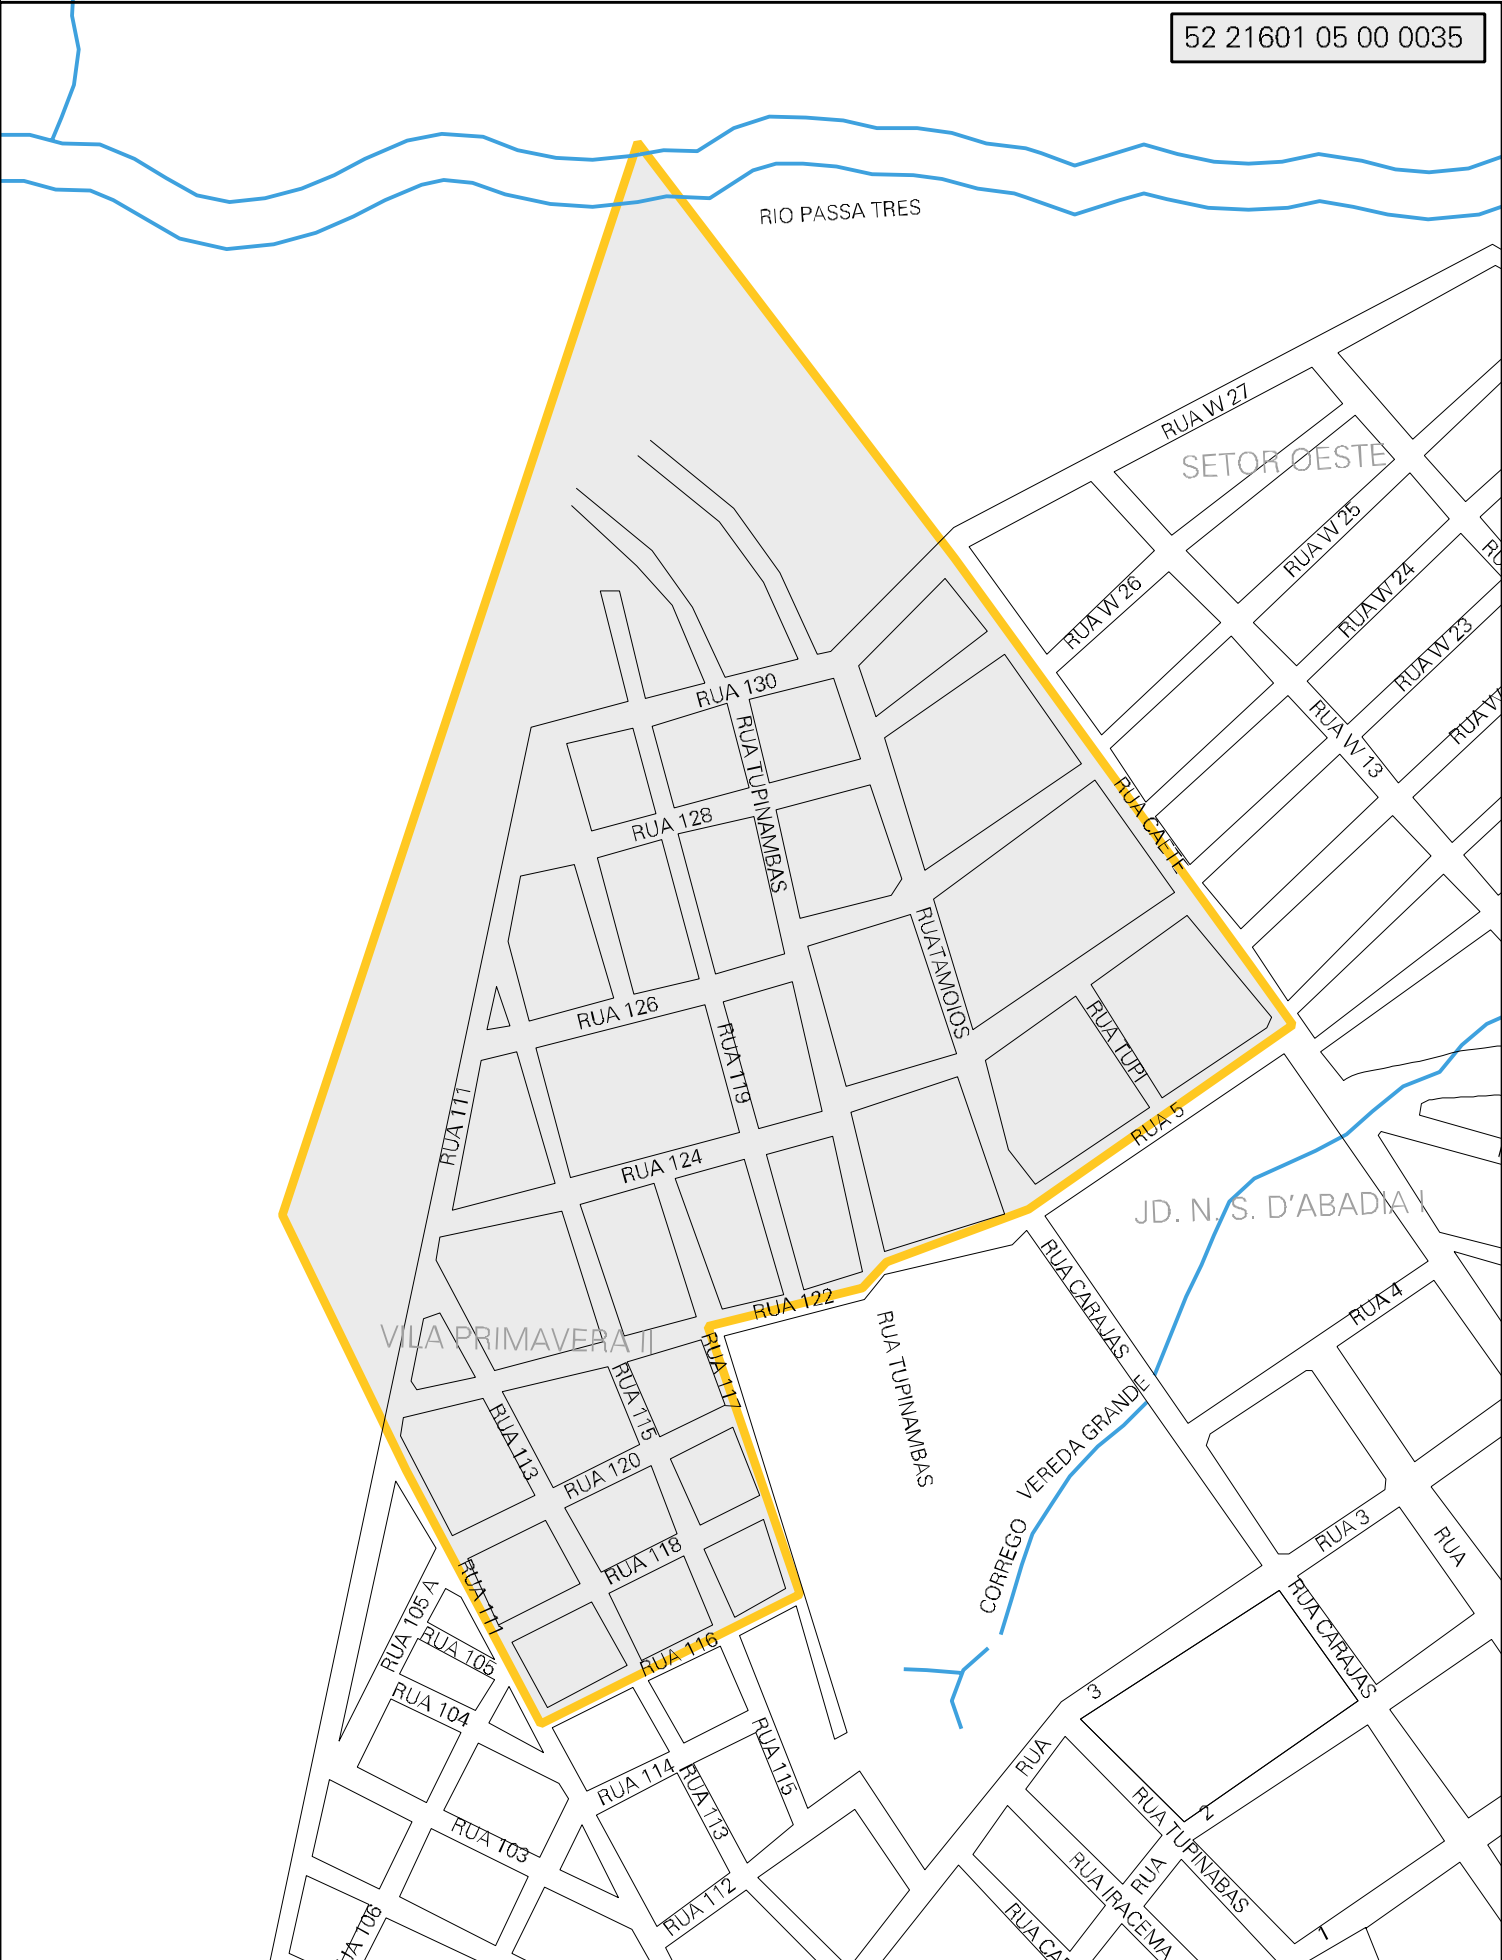 52 21601 05 00 0035
RIO PASSA TRES
RUA W 27
SETOR OESTE
RUA W 25
RUA W 26
RUA W 24
RUA W 23
RUA W 13
RUA 130
RUA TUPINAMBAS
RUA CAETE
RUA 128
RUATAMOIOS
RUA 126
RUA TUPI
RUA 119
RUA 111
RUA 5
RUA 124
JD. N. S. D'ABADIA I
RUA CARAJAS
RUA 122
RUA 4
VILA PRIMAVERA II
RUA TUPINAMBAS
RUA 117
RUA 115
RUA 113
VEREDA GRANDE
RUA 120
CORREGO
RUA 3
RUA
RUA 118
RUA 111
RUA 105 A
RUA 105
RUA CARAJAS
RUA 116
RUA 104
3
RUA
RUA 115
RUA 114
RUA 113
2
RUA TUPINABAS
RUA 103
RUA
RUA IRACEMA
RUA 112
1